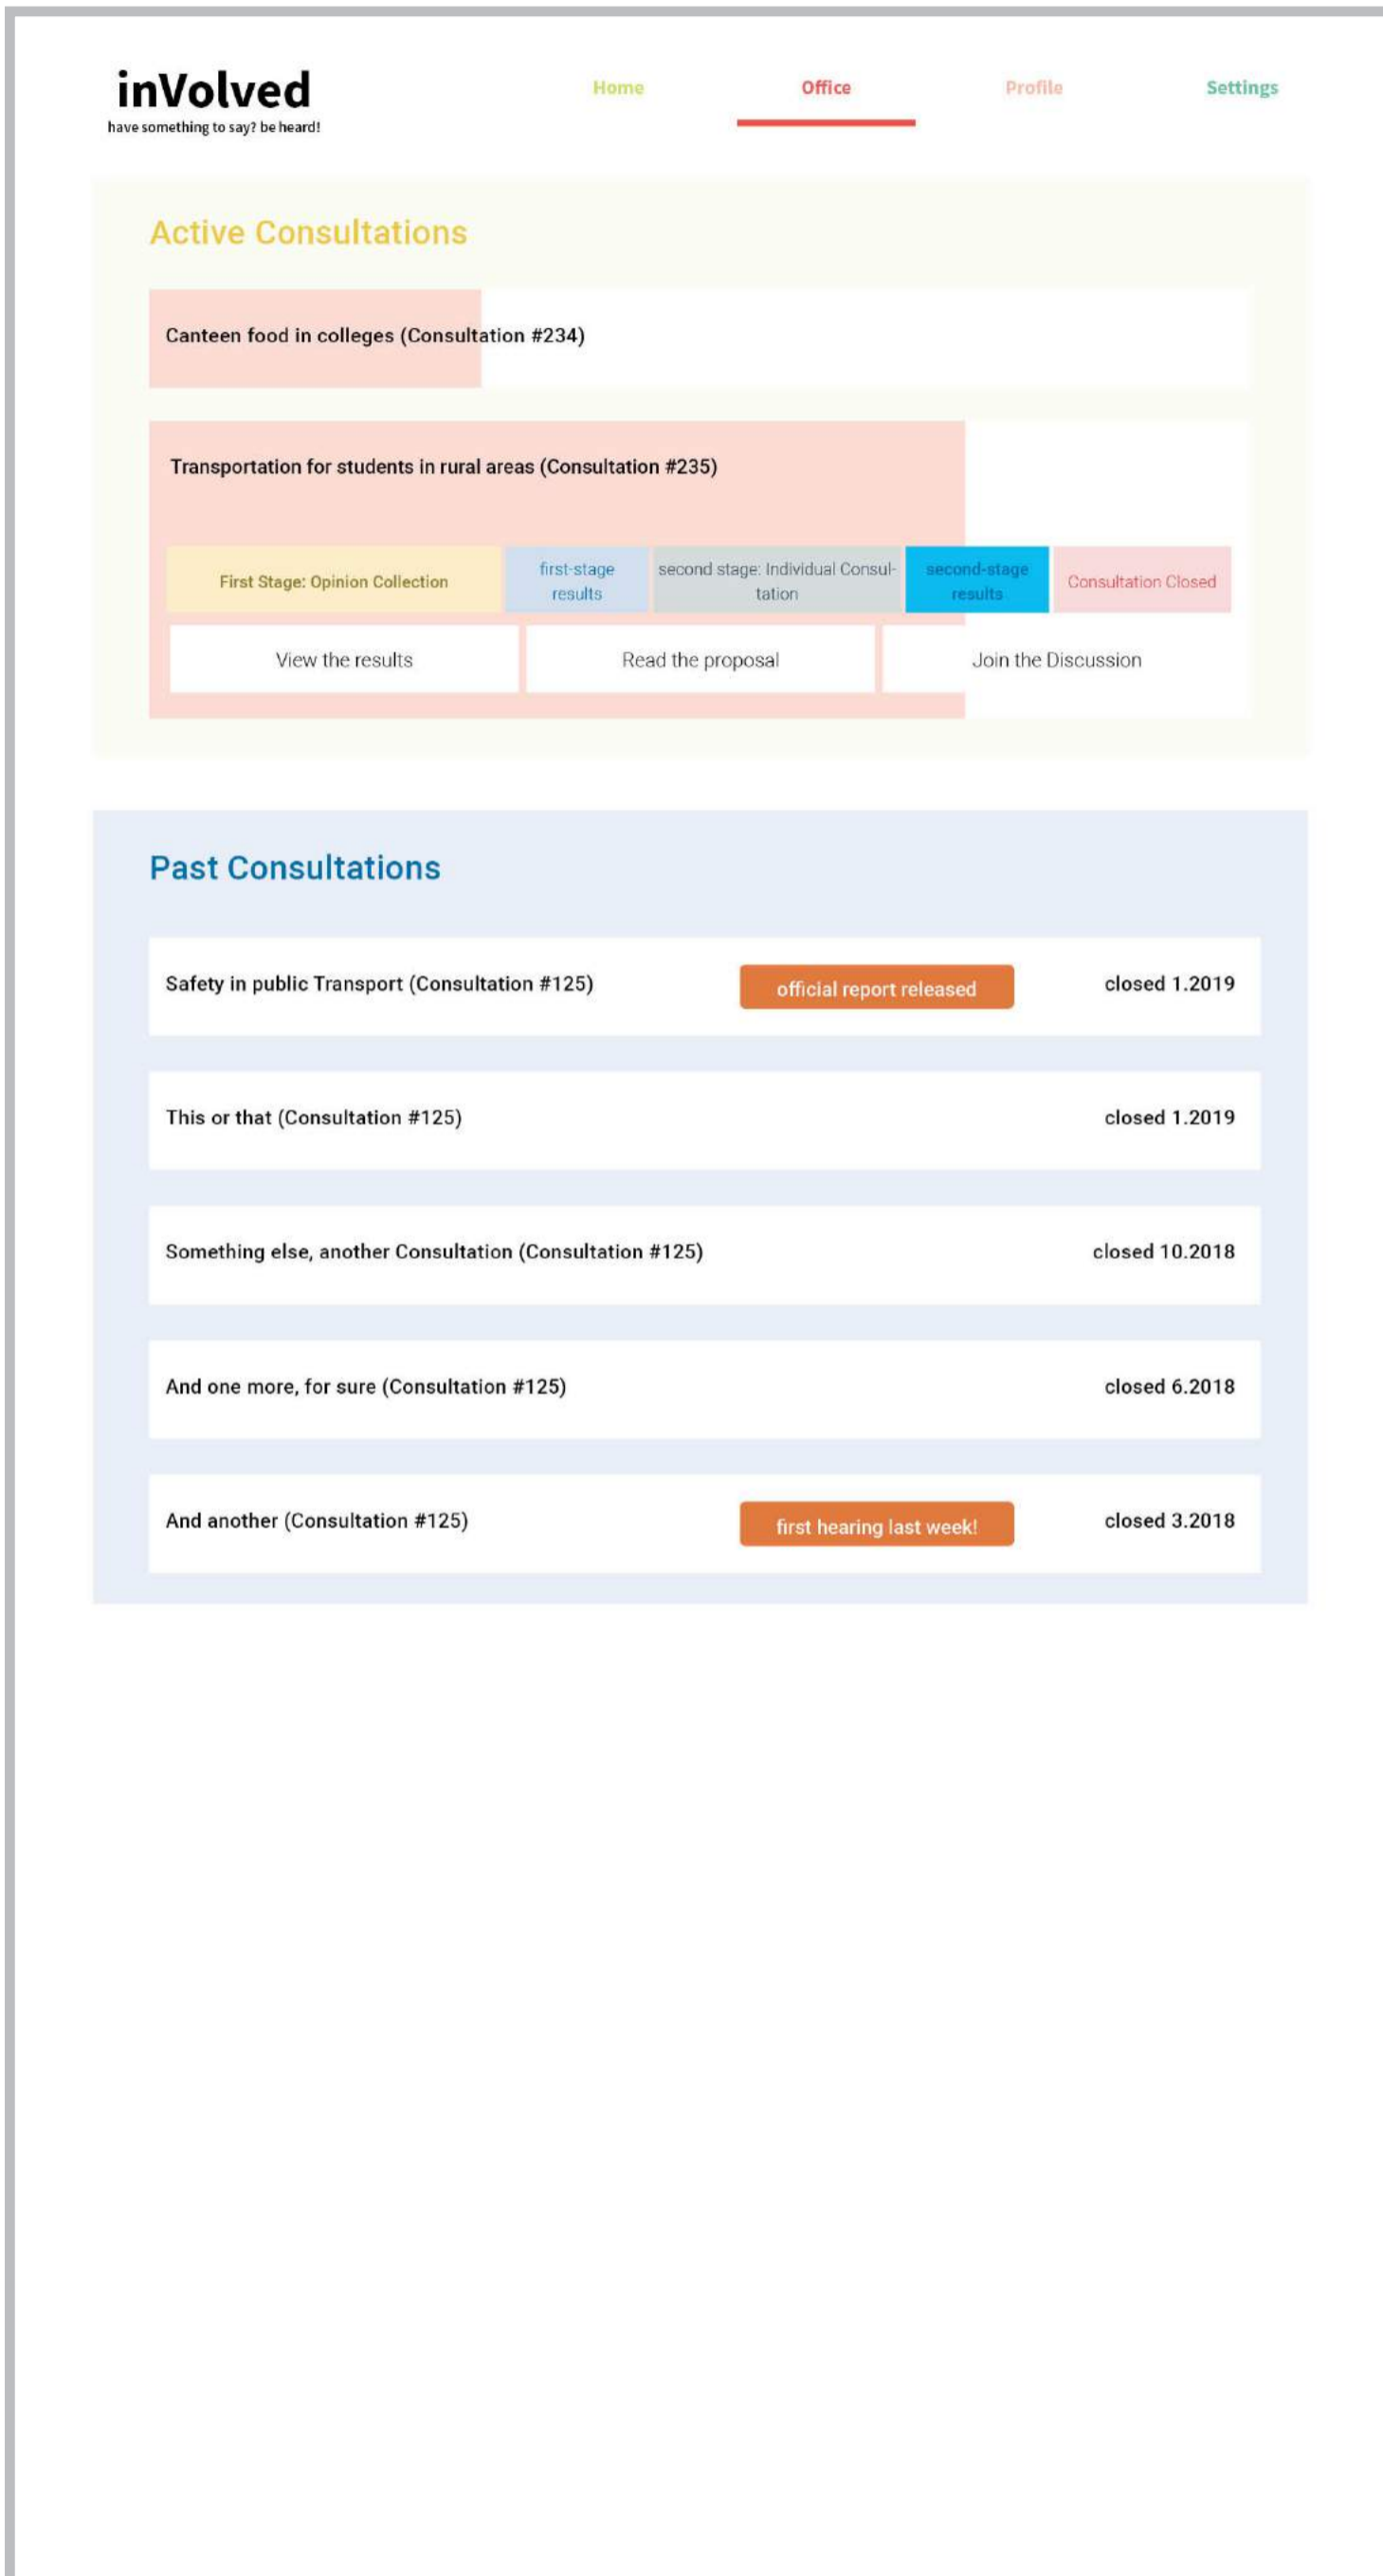 inVolved
have something to say? be heard!
Home Office Profile Settings
Active Consultations
Canteen food in colleges (Consultation #234)
Transportation for students in rural areas (Consultation #235)
First Stage: Opinion Collection
first-stage
results
second stage: Individual Consul-
tation
second-stage
results
Consultation Closed
View the results
Read the proposal
Join the Discussion
Past Consultations
Safety in public Transport (Consultation #125) official report released closed 1.2019
This or that (Consultation #125) closed 1.2019
Something else, another Consultation (Consultation #125) closed 10.2018
And one more, for sure (Consultation #125) closed 6.2018
And another (Consultation #125) first hearing last week! closed 3.2018